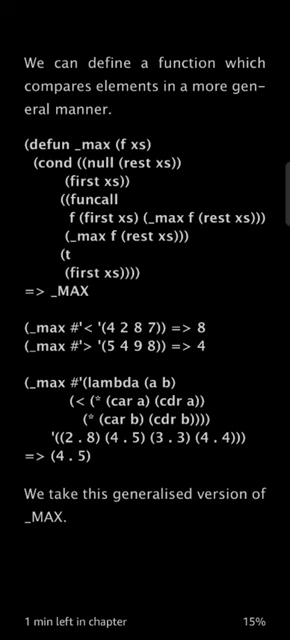 We can define a function which
compares elements in a more gen-
eral manner.
(defun _max (f xs)
(cond ((null (rest xs))
(first xs))
((funcall
f (first xs) (_max f (rest xs)))
(_max f (rest xs)))
(t
(first xs))))
=> _MAX
(_max #'< '(4 2 8 7)) => 8
(_max #'> '(5 4 9 8)) => 4
(_max #'(lambda (a b)
(< (* (car a) (cdr a))
(* (car b) (cdr b))))
'((2 . 8) (4 . 5) (3 . 3) (4 . 4)))
=> (4 . 5)
We take this generalised version of
_MAX.
1 min left in chapter
15%